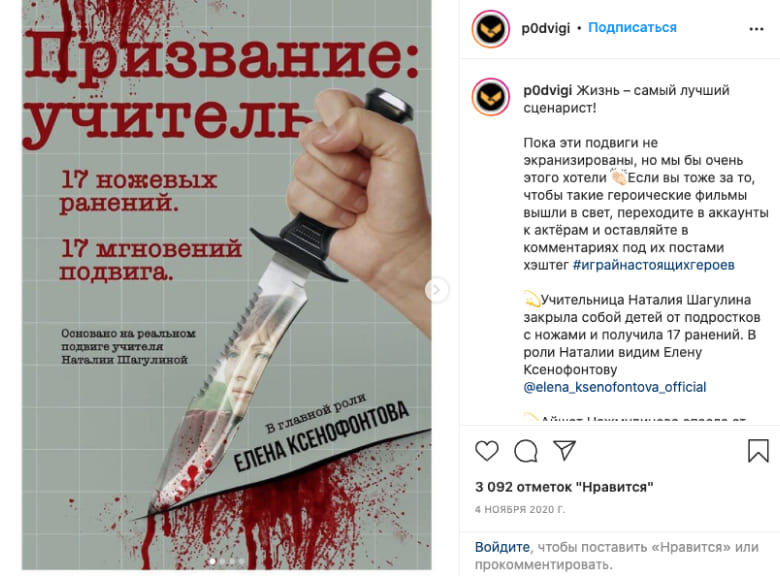 Призвание:
учитель
17 ножевых
ранений.
17 мгновений
подвига.
Основано на реальном
подвиге учителя
Наталии Шагулиной
В главной роли
ЕЛЕНА КСЕНОФОНТОВА
p0dvigi • Подписаться
p0dvigi Жизнь – самый лучший
сценарист!
Пока эти подвиги не
экранизированы, но мы бы очень
этого хотели 👏🏻Если вы тоже за то,
чтобы такие героические фильмы
вышли в свет, переходите в аккаунты
к актёрам и оставляйте в
комментариях под их постами
хэштег #играйнастоящихгероев
💫Учительница Наталия Шагулина
закрыла собой детей от подростков
с ножами и получила 17 ранений. В
роли Наталии видим Елену
Ксенофонтову
@elena_ksenofontova_official
3 092 отметок "Нравится"
4 НОЯБРЯ 2020 Г.
Войдите, чтобы поставить «Нравится» или
прокомментировать.